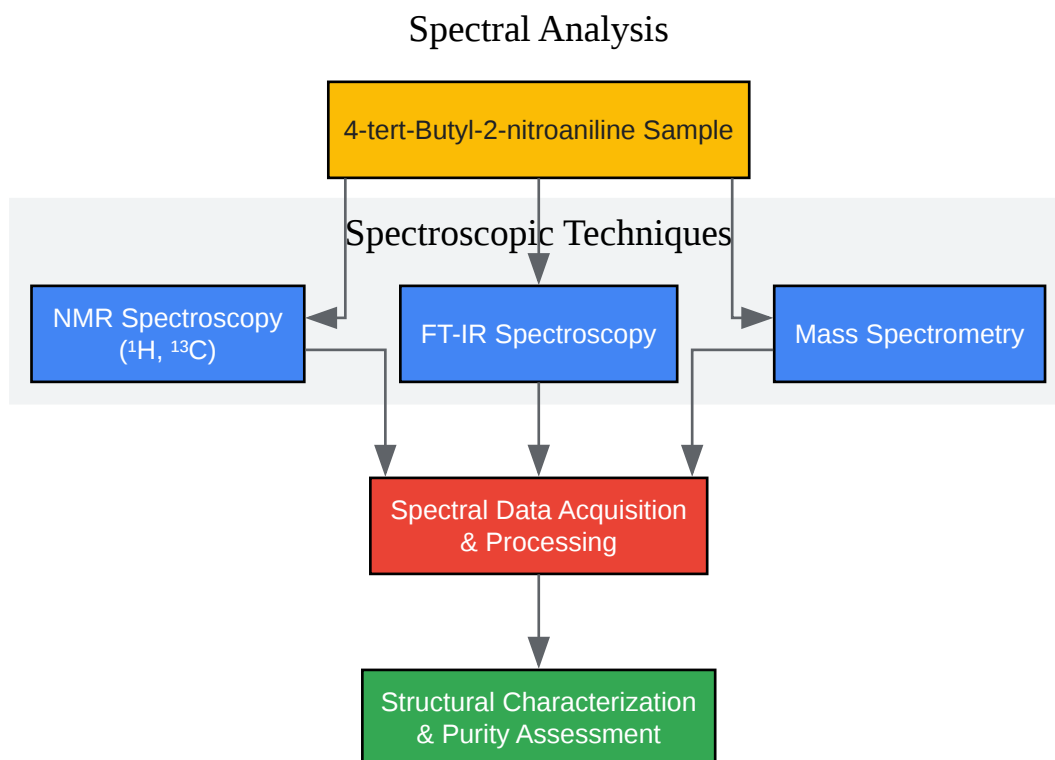 Spectral Analysis
4-tert-Butyl-2-nitroaniline Sample
Spectroscopic Techniques
NMR Spectroscopy
(¹H, ¹³C)
FT-IR Spectroscopy
Mass Spectrometry
Spectral Data Acquisition
& Processing
Structural Characterization
& Purity Assessment